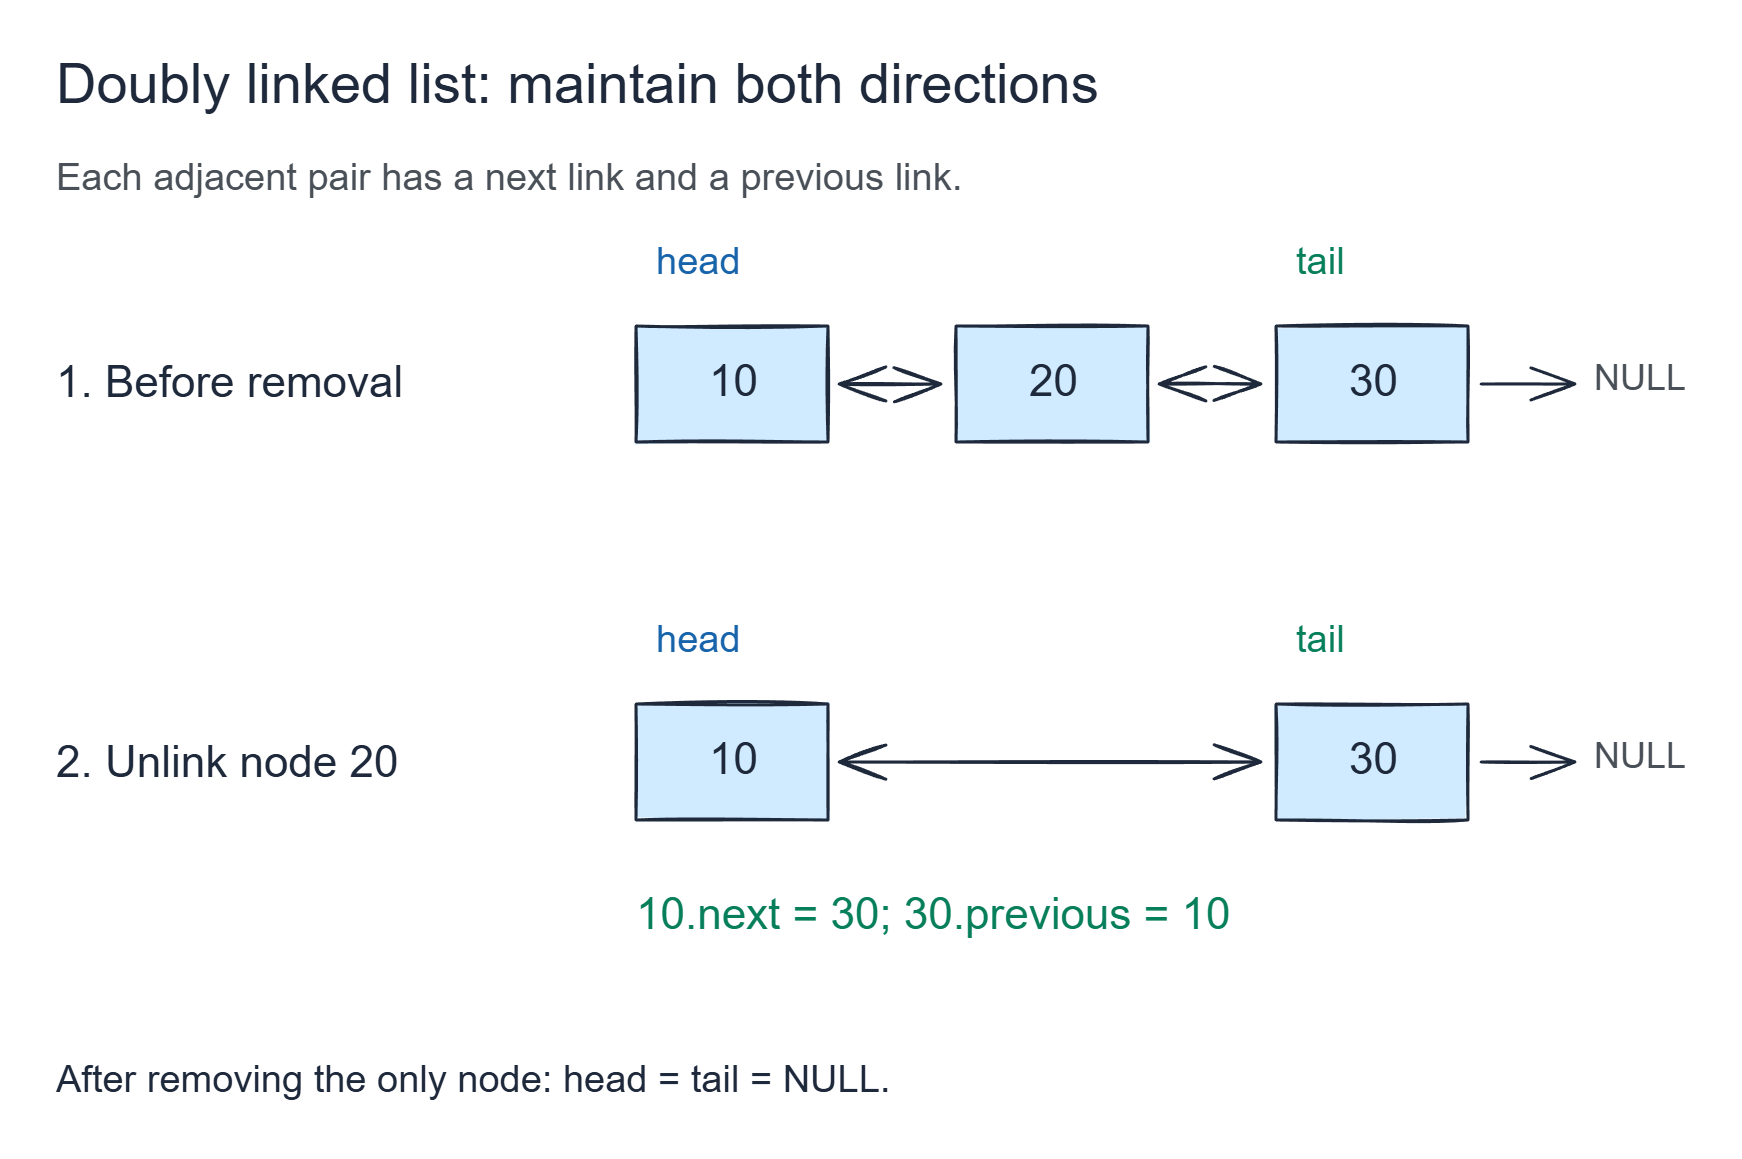 Doubly linked list: maintain both directions
Each adjacent pair has a next link and a previous link.
head
tail
1. Before removal
10
20
30
NULL
head
tail
2. Unlink node 20
10
30
NULL
10.next = 30; 30.previous = 10
After removing the only node: head = tail = NULL.